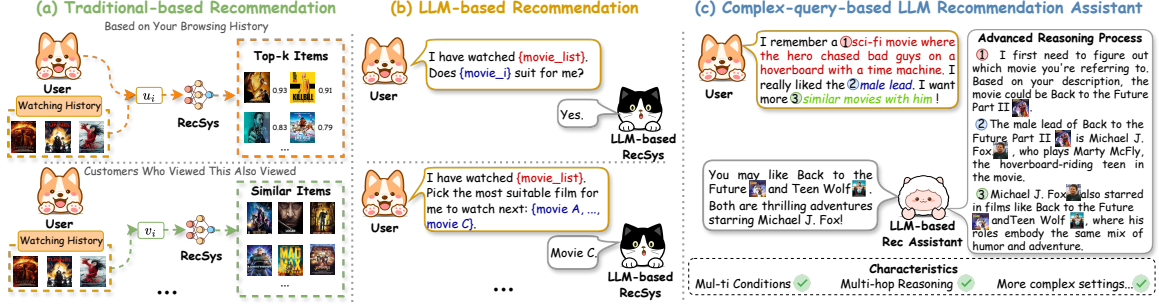 (a) Traditional-based Recommendation
Based on Your Browsing History
User
Watching History
u_i
RecSys
Top-k Items
0.93
0.91
KILLBILL
0.83
0.79
...
Customers Who Viewed This Also Viewed
User
Watching History
v_i
RecSys
Similar Items
MAD
MAX
...
...
(b) LLM-based Recommendation
I have watched {movie_list}.
Does {movie_i} suit for me?
User
Yes.
LLM-based
RecSys
I have watched {movie_list}.
Pick the most suitable film for
me to watch next: {movie A, ...,
movie C}.
User
Movie C.
LLM-based
RecSys
...
(c) Complex-query-based LLM Recommendation Assistant
I remember a ①sci-fi movie where
the hero chased bad guys on a
hoverboard with a time machine. I
really liked the ②male lead. I want
more ③similar movies with him !
User
You may like Back to the
Future and Teen Wolf.
Both are thrilling adventures
starring Michael J. Fox!
LLM-based
Rec Assistant
Advanced Reasoning Process
① I first need to figure out
which movie you're referring to.
Based on your description, the
movie could be Back to the Future
Part II
② The male lead of Back to the
Future Part II is Michael J.
Fox , who plays Marty McFly,
the hoverboard-riding teen in
the movie.
③ Michael J. Fox also starred
in films like Back to the Future
andTeen Wolf , where his
roles embody the same mix of
humor and adventure.
Characteristics
Mul-ti Conditions
Multi-hop Reasoning
More complex settings...